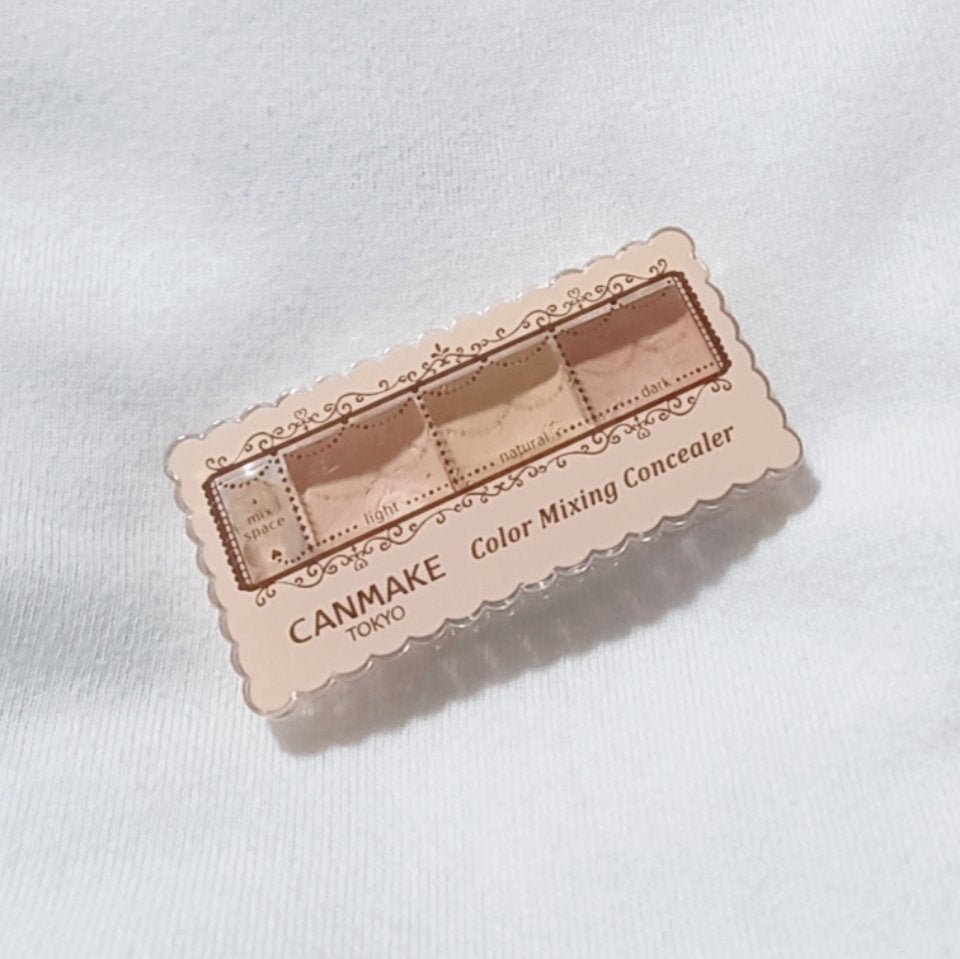 mix
space
light
natural
dark
CANMAKE
TOKYO
Color Mixing Concealer